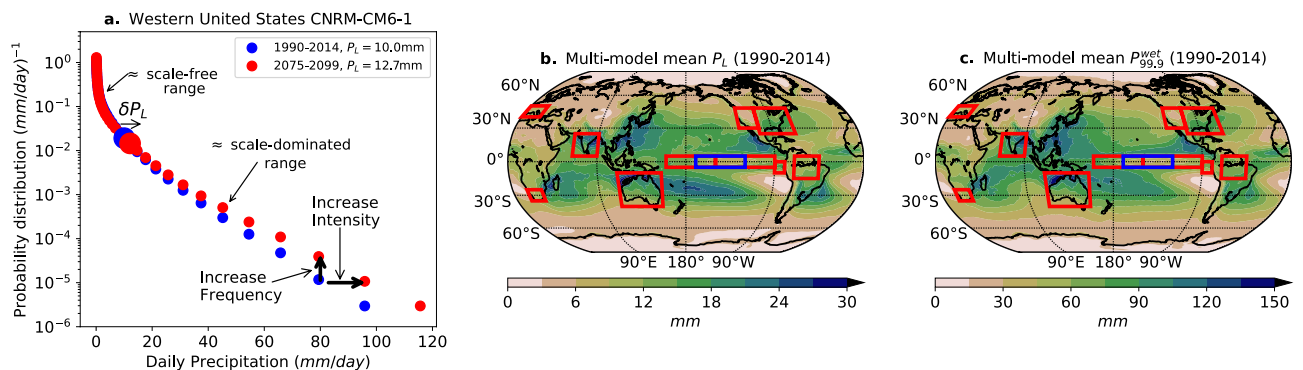 a. Western United States CNRM-CM6-1
1990-2014, P_L = 10.0mm
2075-2099, P_L = 12.7mm
≈ scale-free
range
δP_L
≈ scale-dominated
range
Increase
Intensity
Increase
Frequency
Probability distribution (mm/day)⁻¹
10⁰
10⁻¹
10⁻²
10⁻³
10⁻⁴
10⁻⁵
10⁻⁶
0 20 40 60 80 100 120
Daily Precipitation (mm/day)
b. Multi-model mean P_L (1990-2014)
60°N
30°N
0°
30°S
60°S
90°E 180° 90°W
0 6 12 18 24 30
mm
c. Multi-model mean P^{wet}_{99.9} (1990-2014)
60°N
30°N
0°
30°S
60°S
90°E 180° 90°W
0 30 60 90 120 150
mm